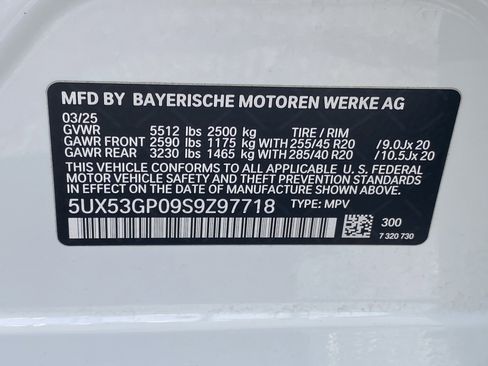 MFD BY BAYERISCHE MOTOREN WERKE AG
03/25
GVWR 5512 lbs 2500 kg TIRE / RIM
GAWR FRONT 2590 lbs 1175 kg WITH 255/45 R20 /9.0Jx 20
GAWR REAR 3230 lbs 1465 kg WITH 285/40 R20 /10.5Jx 20
THIS VEHICLE CONFORMS TO ALL APPLICABLE U.S. FEDERAL
MOTOR VEHICLE SAFETY AND THEFT PREVENTION STANDARDS
IN EFFECT ON THE DATE OF MANUFACTURE SHOWN ABOVE.
5UX53GP09S9Z97718 TYPE: MPV
300
7 320 730